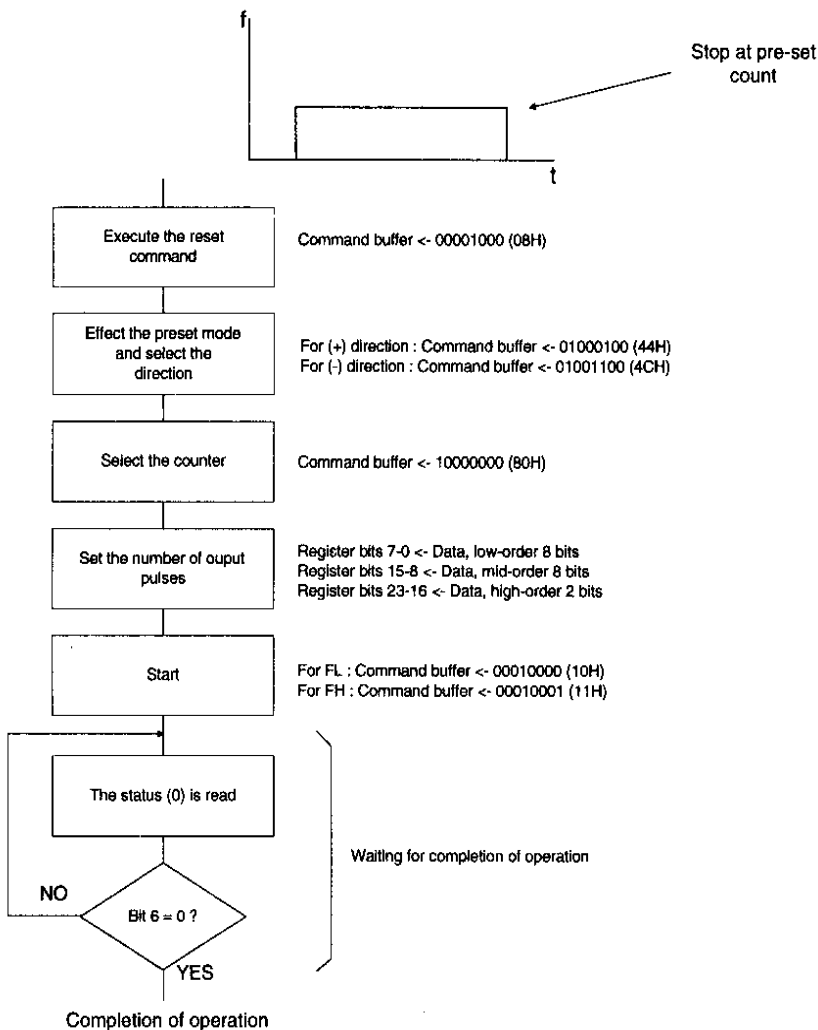 f
Stop at pre-set
count
t
Execute the reset
command
Command buffer <- 00001000 (08H)
Effect the preset mode
and select the
direction
For (+) direction : Command buffer <- 01000100 (44H)
For (-) direction : Command buffer <- 01001100 (4CH)
Select the counter
Command buffer <- 10000000 (80H)
Set the number of ouput
pulses
Register bits 7-0 <- Data, low-order 8 bits
Register bits 15-8 <- Data, mid-order 8 bits
Register bits 23-16 <- Data, high-order 2 bits
Start
For FL : Command buffer <- 00010000 (10H)
For FH : Command buffer <- 00010001 (11H)
The status (0) is read
Waiting for completion of operation
NO
Bit 6 = 0 ?
YES
Completion of operation